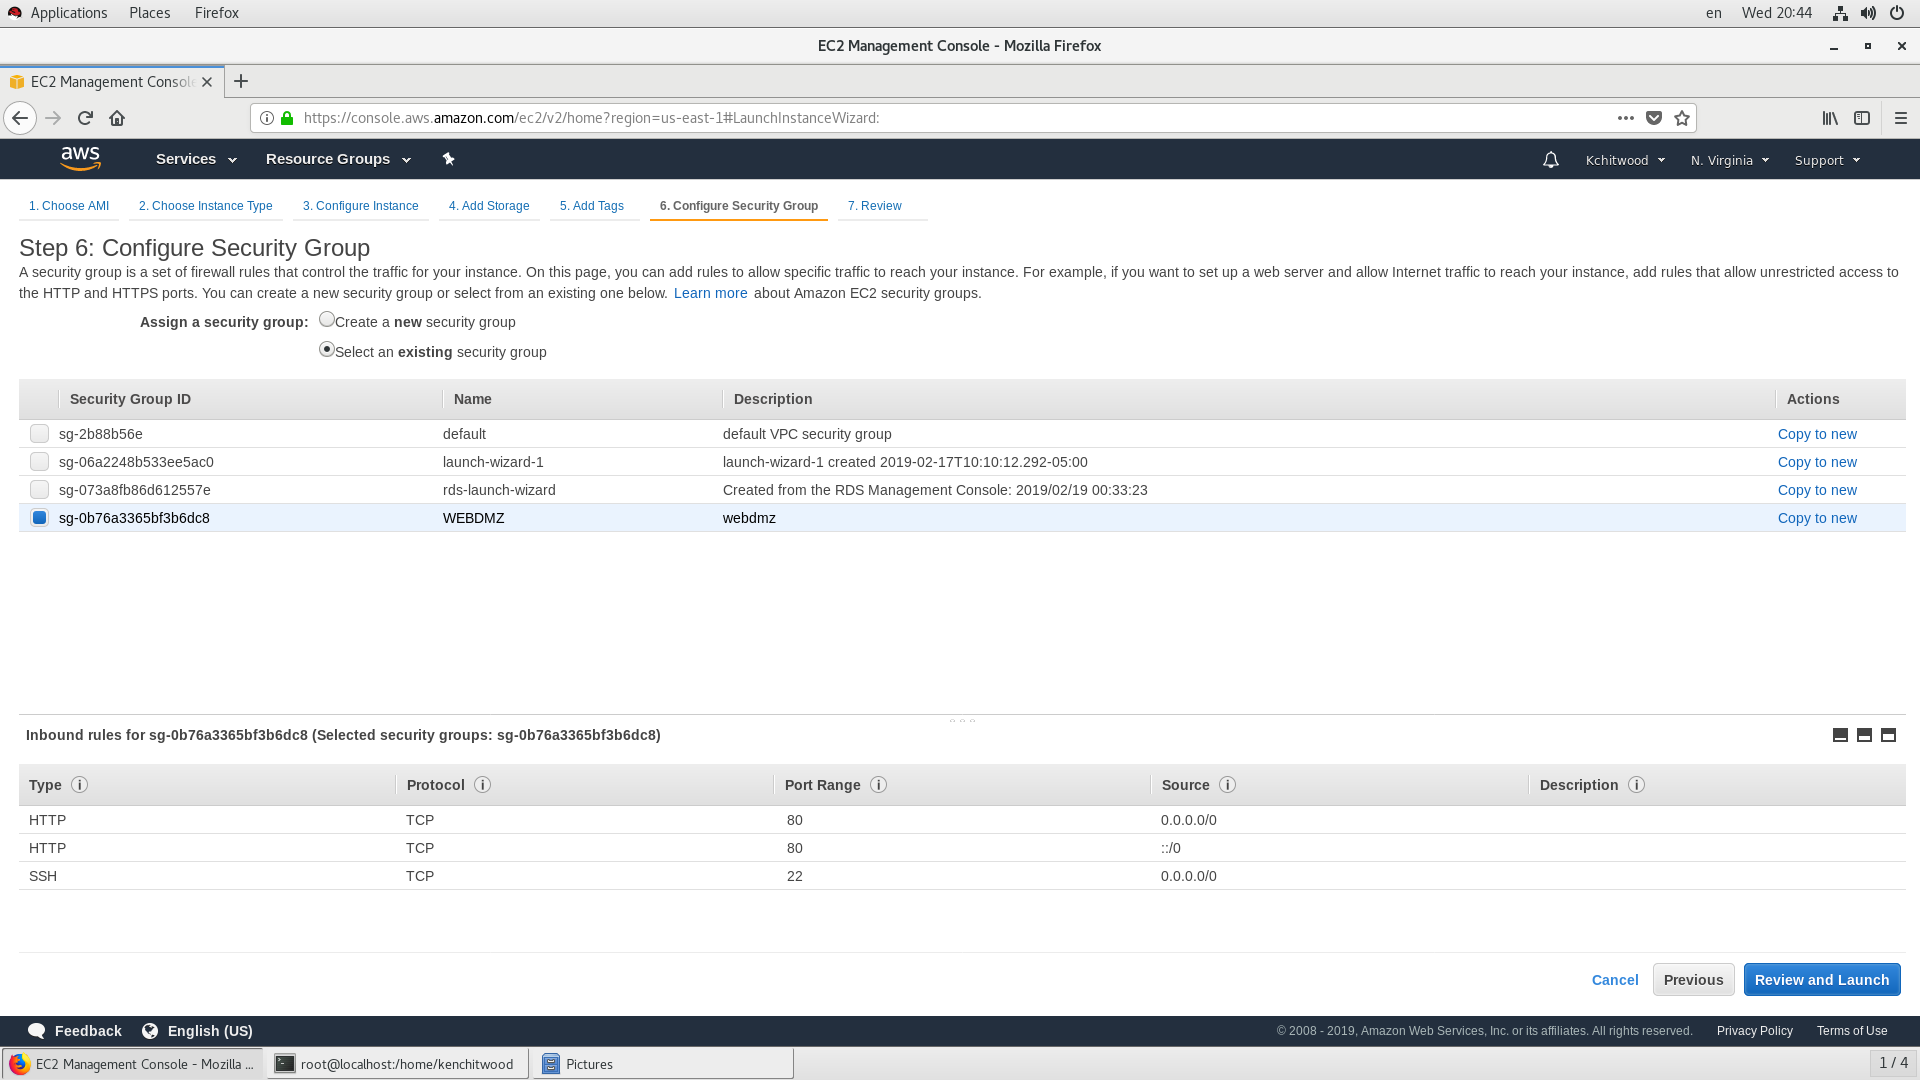 Applications Places Firefox en Wed 20:44
EC2 Management Console - Mozilla Firefox
EC2 Management Console
https://console.aws.amazon.com/ec2/v2/home?region=us-east-1#LaunchInstanceWizard:
aws Services Resource Groups Kchitwood N. Virginia Support
1. Choose AMI 2. Choose Instance Type 3. Configure Instance 4. Add Storage 5. Add Tags 6. Configure Security Group 7. Review
Step 6: Configure Security Group
A security group is a set of firewall rules that control the traffic for your instance. On this page, you can add rules to allow specific traffic to reach your instance. For example, if you want to set up a web server and allow Internet traffic to reach your instance, add rules that allow unrestricted access to
the HTTP and HTTPS ports. You can create a new security group or select from an existing one below. Learn more about Amazon EC2 security groups.
Assign a security group: Create a new security group
Select an existing security group
Security Group ID Name Description Actions
sg-2b88b56e default default VPC security group Copy to new
sg-06a2248b533ee5ac0 launch-wizard-1 launch-wizard-1 created 2019-02-17T10:10:12.292-05:00 Copy to new
sg-073a8fb86d612557e rds-launch-wizard Created from the RDS Management Console: 2019/02/19 00:33:23 Copy to new
sg-0b76a3365bf3b6dc8 WEBDMZ webdmz Copy to new
Inbound rules for sg-0b76a3365bf3b6dc8 (Selected security groups: sg-0b76a3365bf3b6dc8)
Type i Protocol i Port Range i Source i Description i
HTTP TCP 80 0.0.0.0/0
HTTP TCP 80 ::/0
SSH TCP 22 0.0.0.0/0
Cancel Previous Review and Launch
Feedback English (US) © 2008 - 2019, Amazon Web Services, Inc. or its affiliates. All rights reserved. Privacy Policy Terms of Use
EC2 Management Console - Mozilla ... root@localhost:/home/kenchitwood Pictures 1 / 4